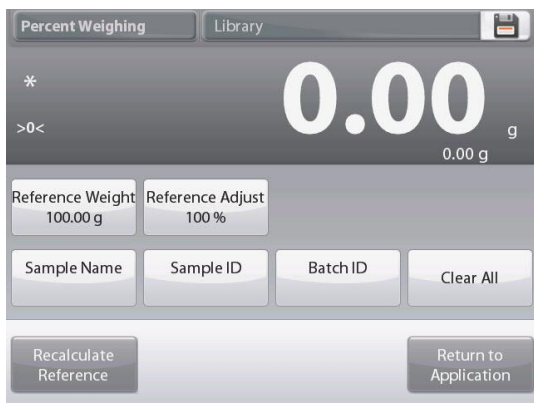 Percent Weighing
Library
*
0.00
>0<
g
0.00 g
Reference Weight
100.00 g
Reference Adjust
100 %
Sample Name
Sample ID
Batch ID
Clear All
Recalculate
Reference
Return to
Application